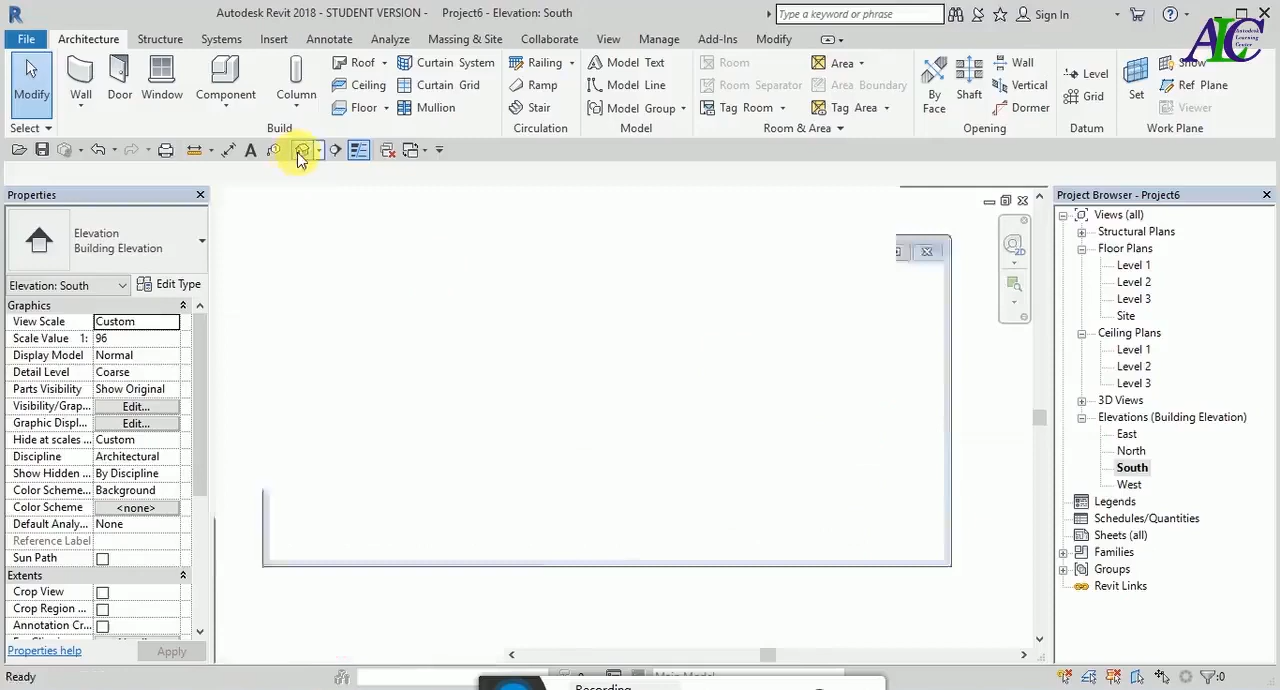 Autodesk Revit 2018 - STUDENT VERSION - Project6 - Elevation: South
Type a keyword or phrase
Sign In
File Architecture Structure Systems Insert Annotate Analyze Massing & Site Collaborate View Manage Add-Ins Modify
Modify
Wall
Door
Window
Component
Column
Roof
Ceiling
Floor
Curtain System
Curtain Grid
Mullion
Railing
Ramp
Stair
Model Text
Model Line
Model Group
Room
Room Separator
Tag Room
Area
Area Boundary
Tag Area
By Face
Shaft
Wall
Vertical
Dormer
Level
Grid
Set
Show
Ref Plane
Viewer
Select
Build
Circulation
Model
Room & Area
Opening
Datum
Work Plane
ALC
Autodesk
Learning
Center
Properties
Elevation
Building Elevation
Elevation: South
Edit Type
Graphics
View Scale Custom
Scale Value 1: 96
Display Model Normal
Detail Level Coarse
Parts Visibility Show Original
Visibility/Grap... Edit...
Graphic Displ... Edit...
Hide at scales ... Custom
Discipline Architectural
Show Hidden ... By Discipline
Color Scheme... Background
Color Scheme <none>
Default Analy... None
Reference Label
Sun Path
Extents
Crop View
Crop Region ...
Annotation Cr...
Properties help
Apply
2D
Project Browser - Project6
Views (all)
Structural Plans
Floor Plans
Level 1
Level 2
Level 3
Site
Ceiling Plans
Level 1
Level 2
Level 3
3D Views
Elevations (Building Elevation)
East
North
South
West
Legends
Schedules/Quantities
Sheets (all)
Families
Groups
Revit Links
Ready
Main Model
Recording
:0